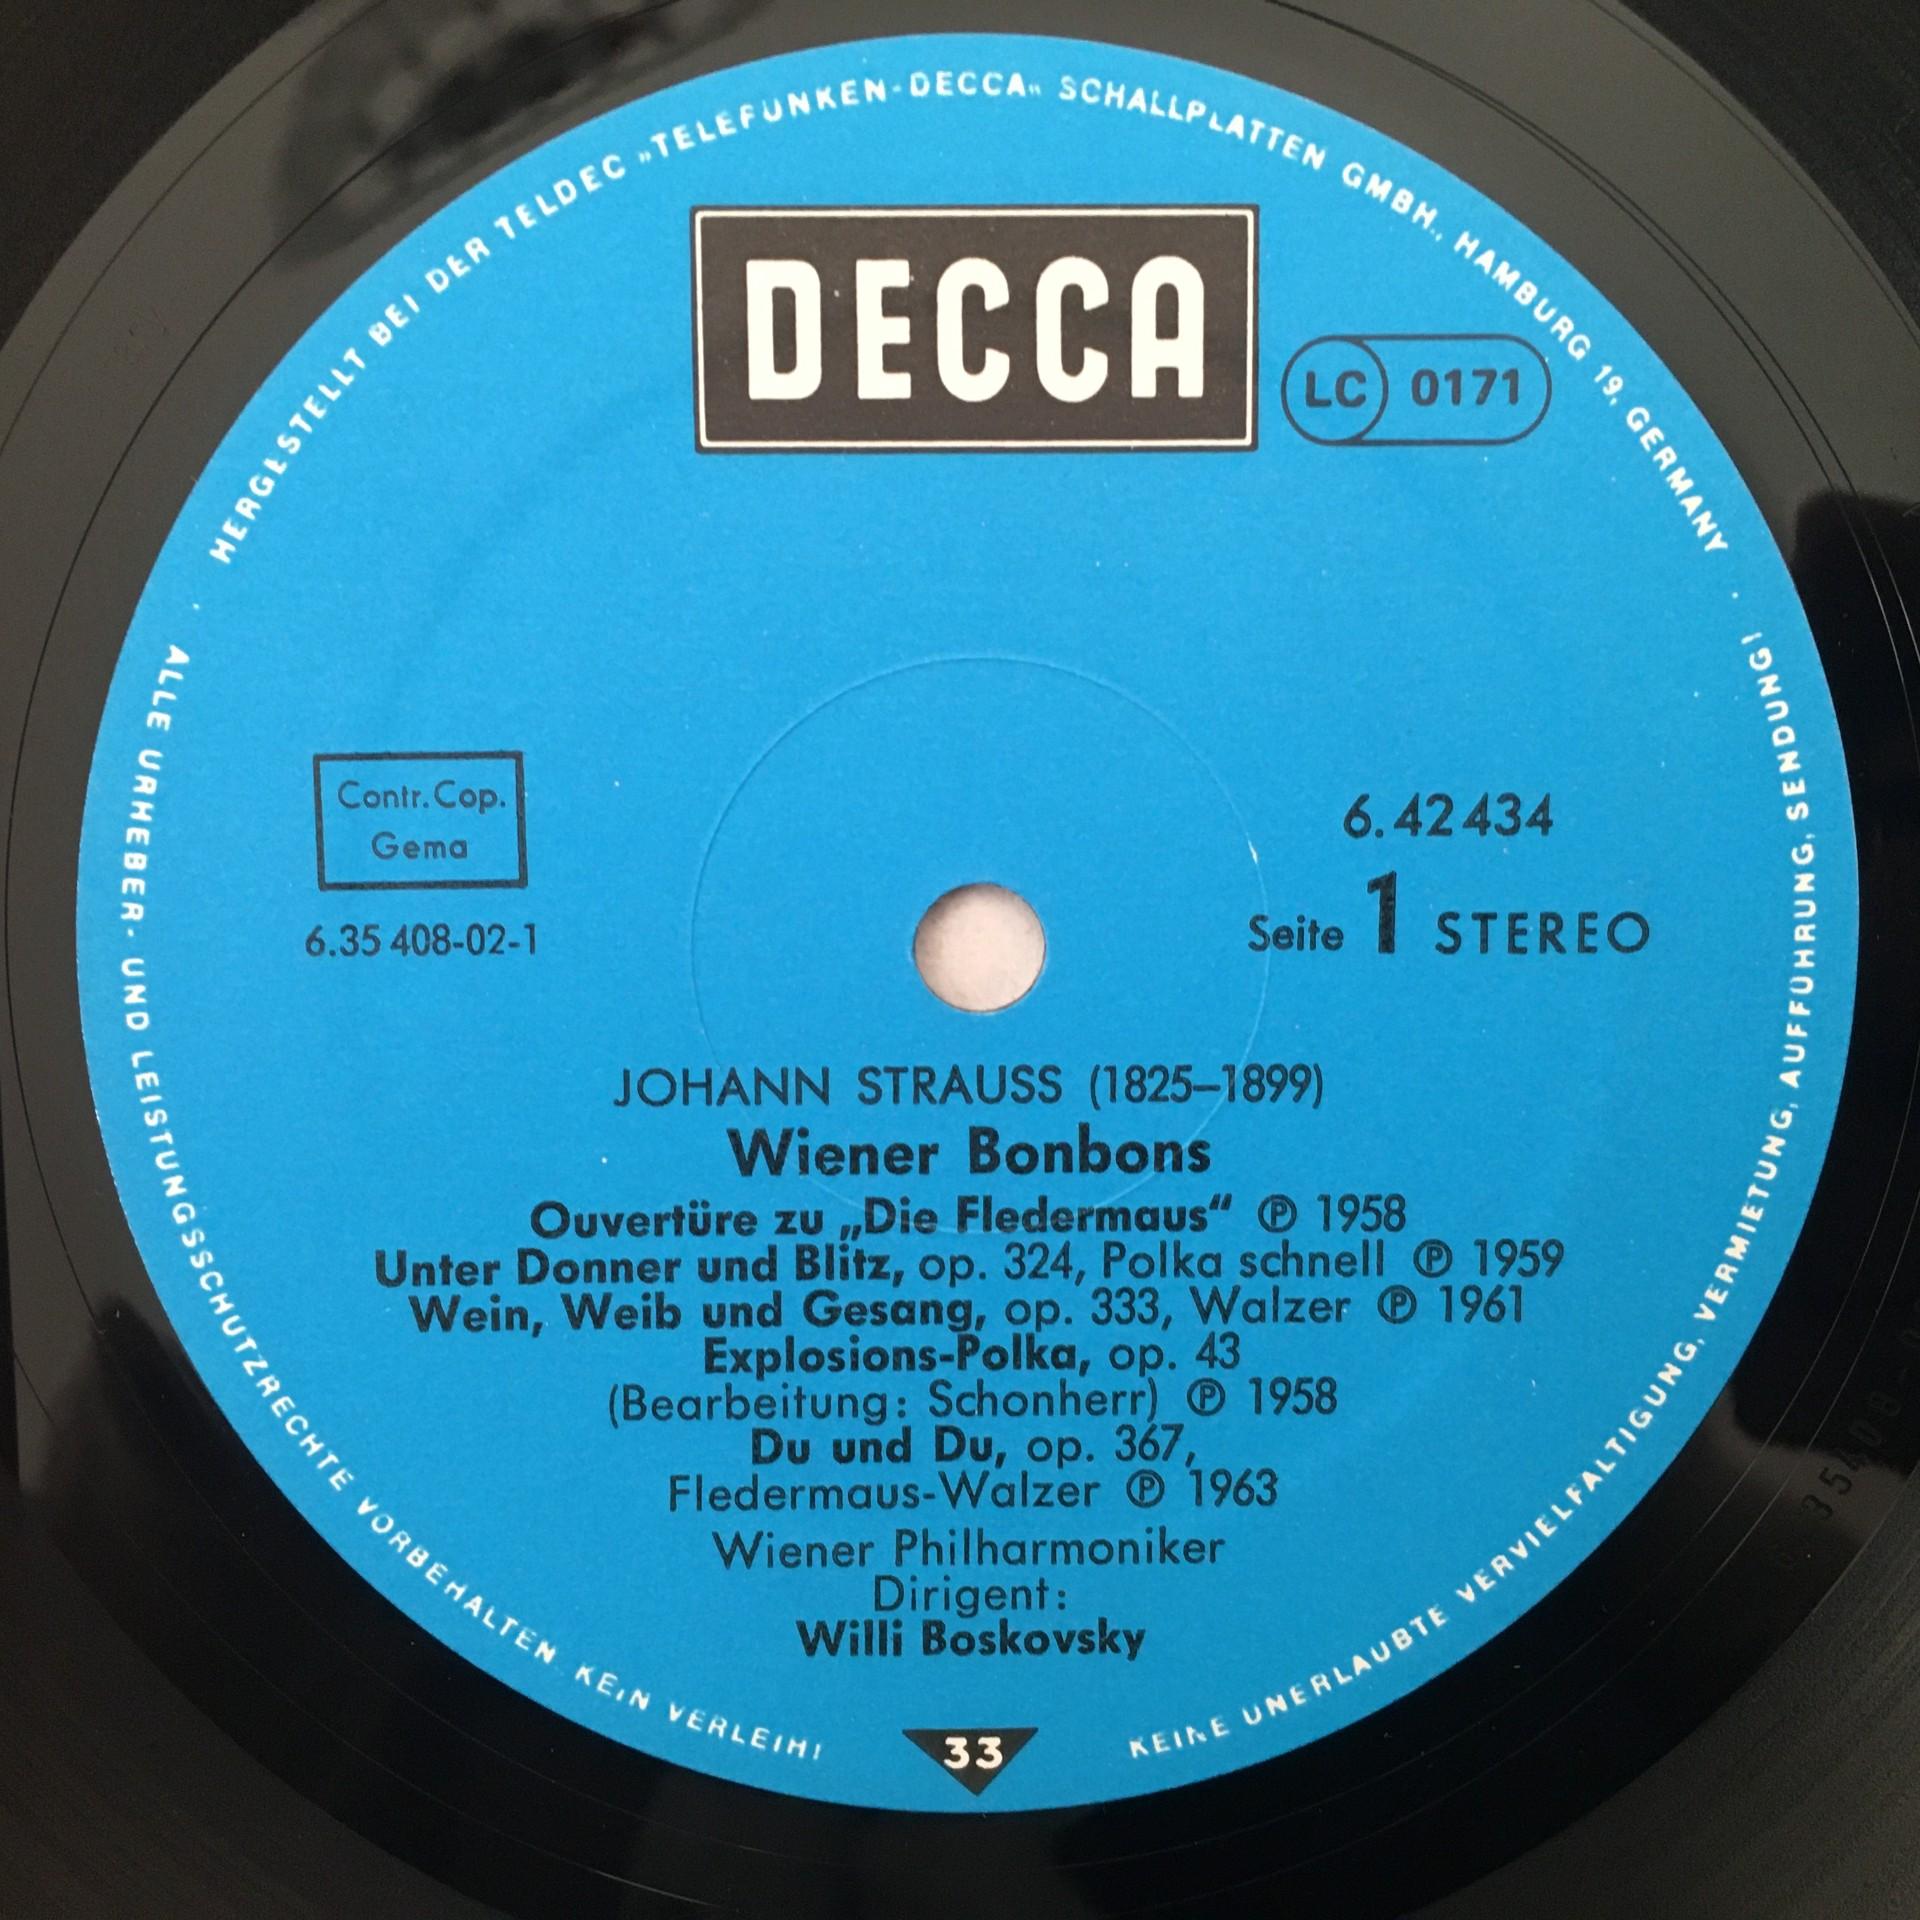 HERGESTELLT BEI DER TELDEC „TELEFUNKEN-DECCA" SCHALLPLATTEN GMBH., HAMBURG 19, GERMANY
DECCA
LC 0171
Contr. Cop.
Gema
6.35 408-02-1
6.42434
Seite 1 STEREO
JOHANN STRAUSS (1825–1899)
Wiener Bonbons
Ouvertüre zu „Die Fledermaus“ ℗ 1958
Unter Donner und Blitz, op. 324, Polka schnell ℗ 1959
Wein, Weib und Gesang, op. 333, Walzer ℗ 1961
Explosions-Polka, op. 43
(Bearbeitung: Schonherr) ℗ 1958
Du und Du, op. 367,
Fledermaus-Walzer ℗ 1963
Wiener Philharmoniker
Dirigent:
Willi Boskovsky
33
ALLE URHEBER- UND LEISTUNGSSCHUTZRECHTE VORBEHALTEN. KEIN VERLEIH!
KEINE UNERLAUBTE VERVIELFALTIGUNG, VERMIETUNG, AUFFUHRUNG, SENDUNG!